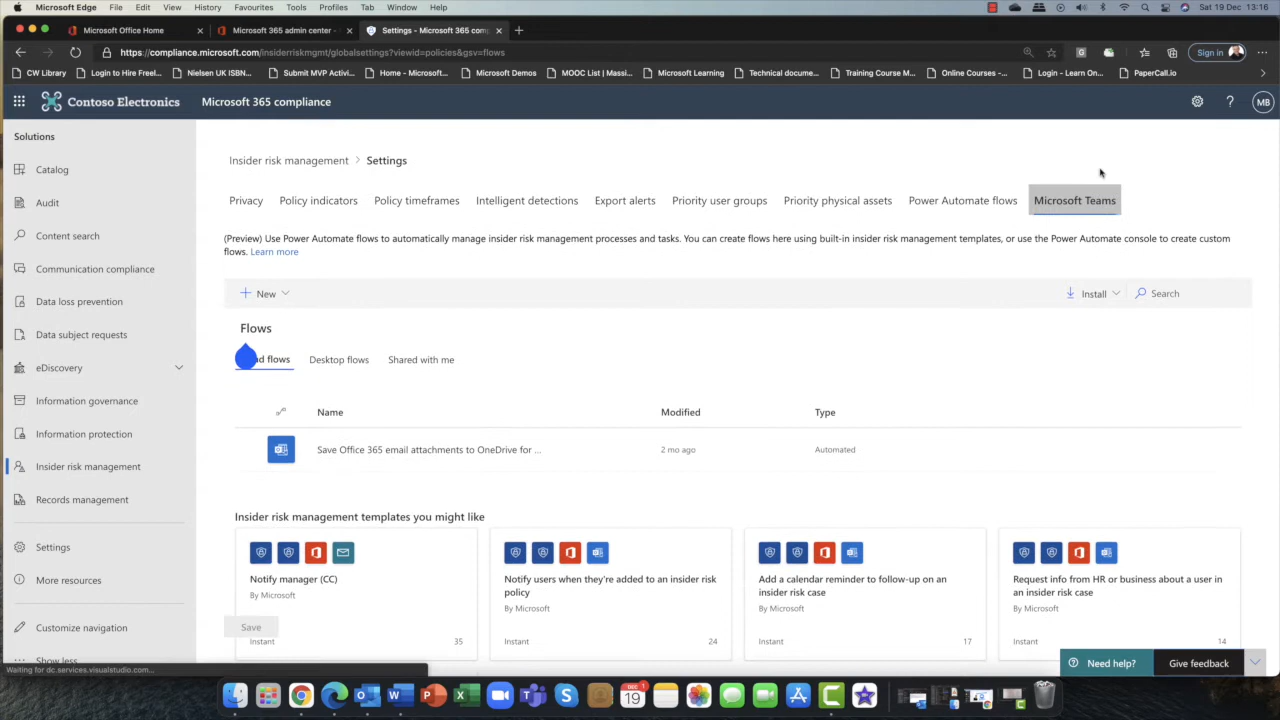 Microsoft Edge File Edit View History Favourites Tools Profiles Tab Window Help Sat 19 Dec 13:16
Microsoft Office Home Microsoft 365 admin center - Settings - Microsoft 365 com
https://compliance.microsoft.com/insiderriskmgmt/globalsettings?viewid=policies&gsv=flows Sign in
CW Library Login to Hire Freel... Nielsen UK ISBN... Submit MVP Activi... Home - Microsoft... Microsoft Demos MOOC List | Massi... Microsoft Learning Technical docume... Training Course M... Online Courses -... Login - Learn On... PaperCall.io
Contoso Electronics Microsoft 365 compliance ? MB
Solutions
Catalog
Audit
Content search
Communication compliance
Data loss prevention
Data subject requests
eDiscovery
Information governance
Information protection
Insider risk management
Records management
Settings
More resources
Customize navigation
Show less
Insider risk management > Settings
Privacy Policy indicators Policy timeframes Intelligent detections Export alerts Priority user groups Priority physical assets Power Automate flows Microsoft Teams
(Preview) Use Power Automate flows to automatically manage insider risk management processes and tasks. You can create flows here using built-in insider risk management templates, or use the Power Automate console to create custom
flows. Learn more
New Install Search
Flows
flows Desktop flows Shared with me
Name Modified Type
Save Office 365 email attachments to OneDrive for ... 2 mo ago Automated
Insider risk management templates you might like
Notify manager (CC)
By Microsoft
Instant 35
Notify users when they're added to an insider risk
policy
By Microsoft
Instant 24
Add a calendar reminder to follow-up on an
insider risk case
By Microsoft
Instant 17
Request info from HR or business about a user in
an insider risk case
By Microsoft
Instant 14
Save
Need help? Give feedback
Waiting for dc.services.visualstudio.com...
DEC 1
19